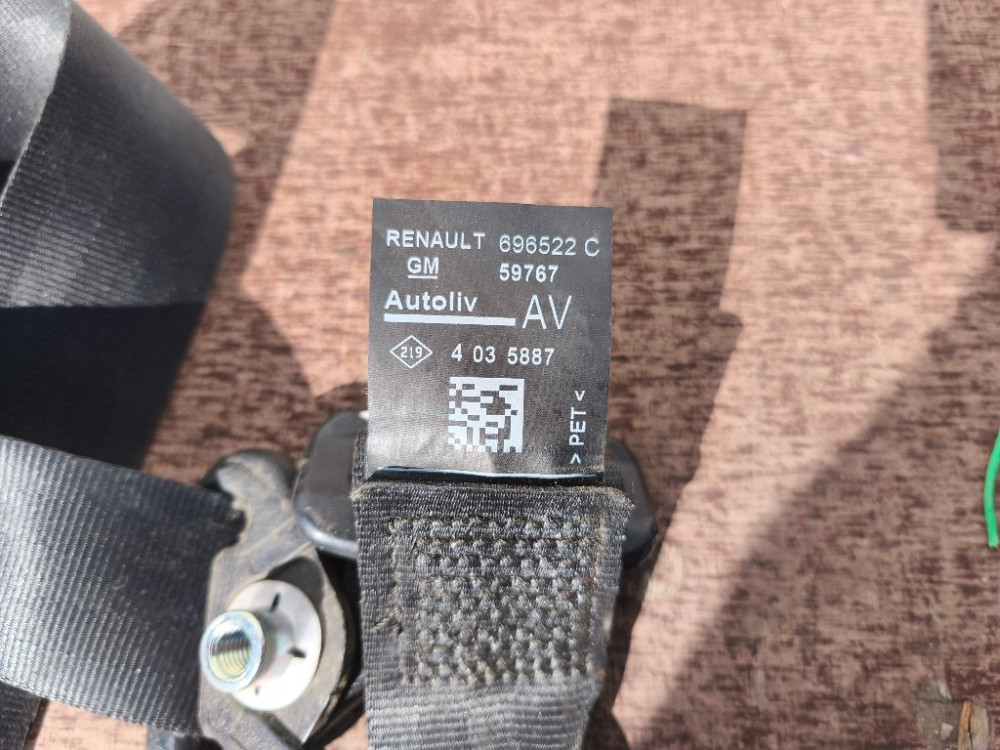 RENAULT 696522 C
GM 59767
Autoliv AV
219 4 03 5887
> PET <